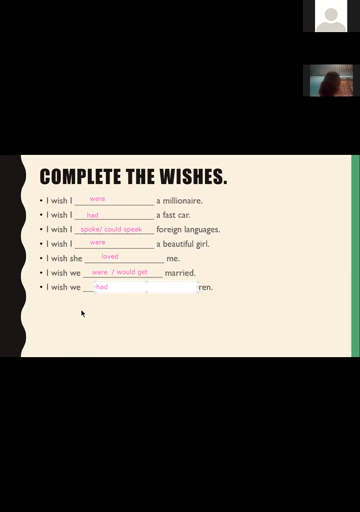 COMPLETE THE WISHES.
• I wish I were a millionaire.
• I wish I had a fast car.
• I wish I spoke/ could speak foreign languages.
• I wish I were a beautiful girl.
• I wish she loved me.
• I wish we were / would get married.
• I wish we had ren.